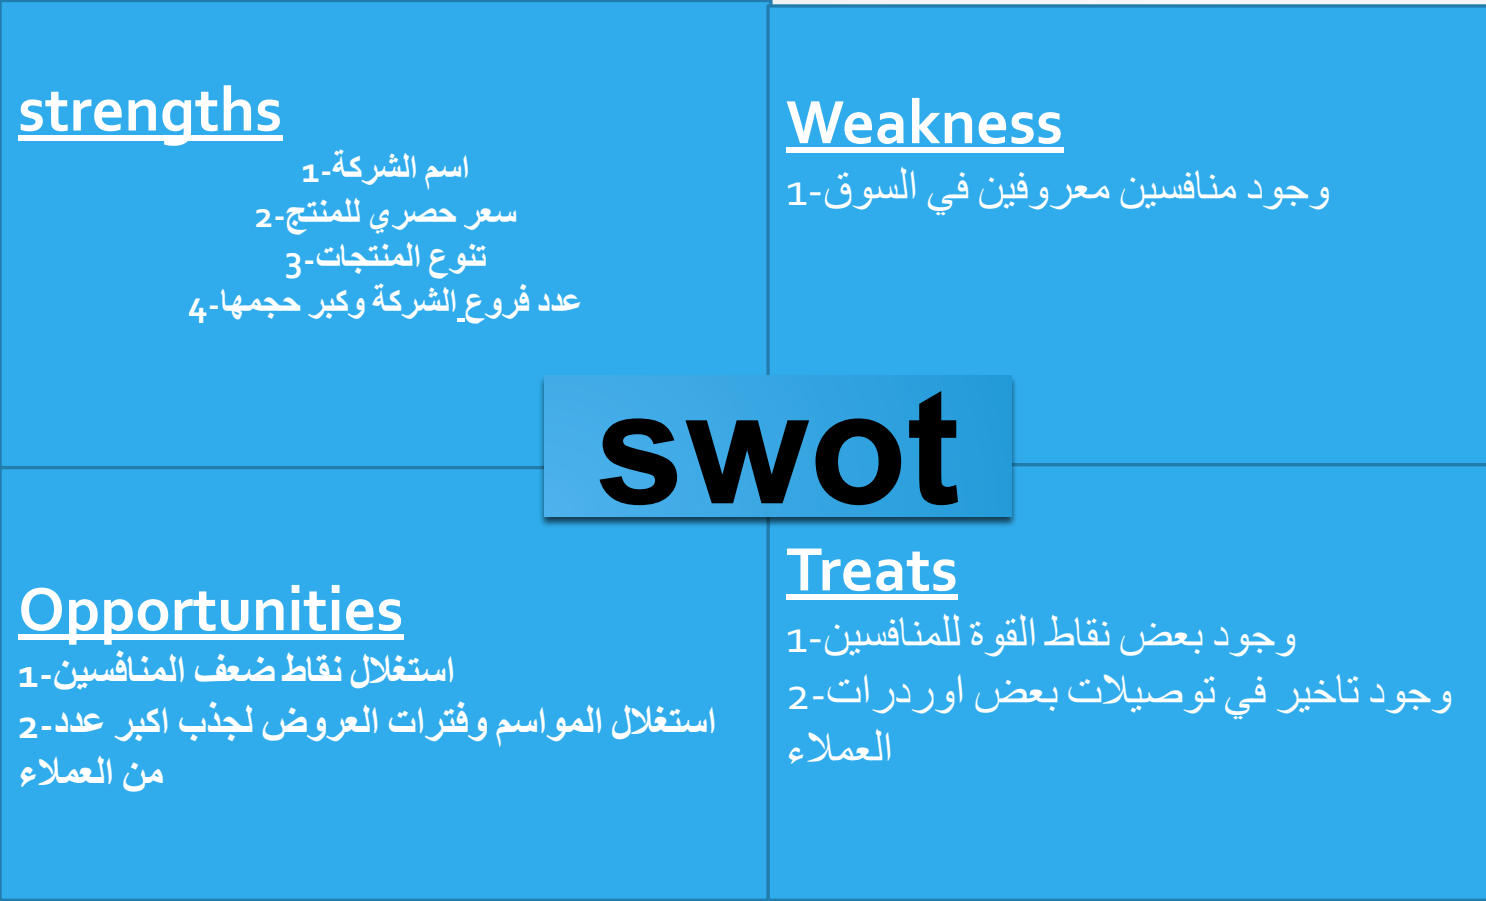 strengths
اسم الشركة-1
سعر حصري للمنتج-2
تنوع المنتجات-3
عدد فروع الشركة وكبر حجمها-4
Weakness
وجود منافسين معروفين في السوق-1
swot
Opportunities
استغلال نقاط ضعف المنافسين-1
استغلال المواسم وفترات العروض لجذب اكبر عدد-2
من العملاء
Treats
وجود بعض نقاط القوة للمنافسين-1
وجود تاخير في توصيلات بعض اوردرات-2
العملاء